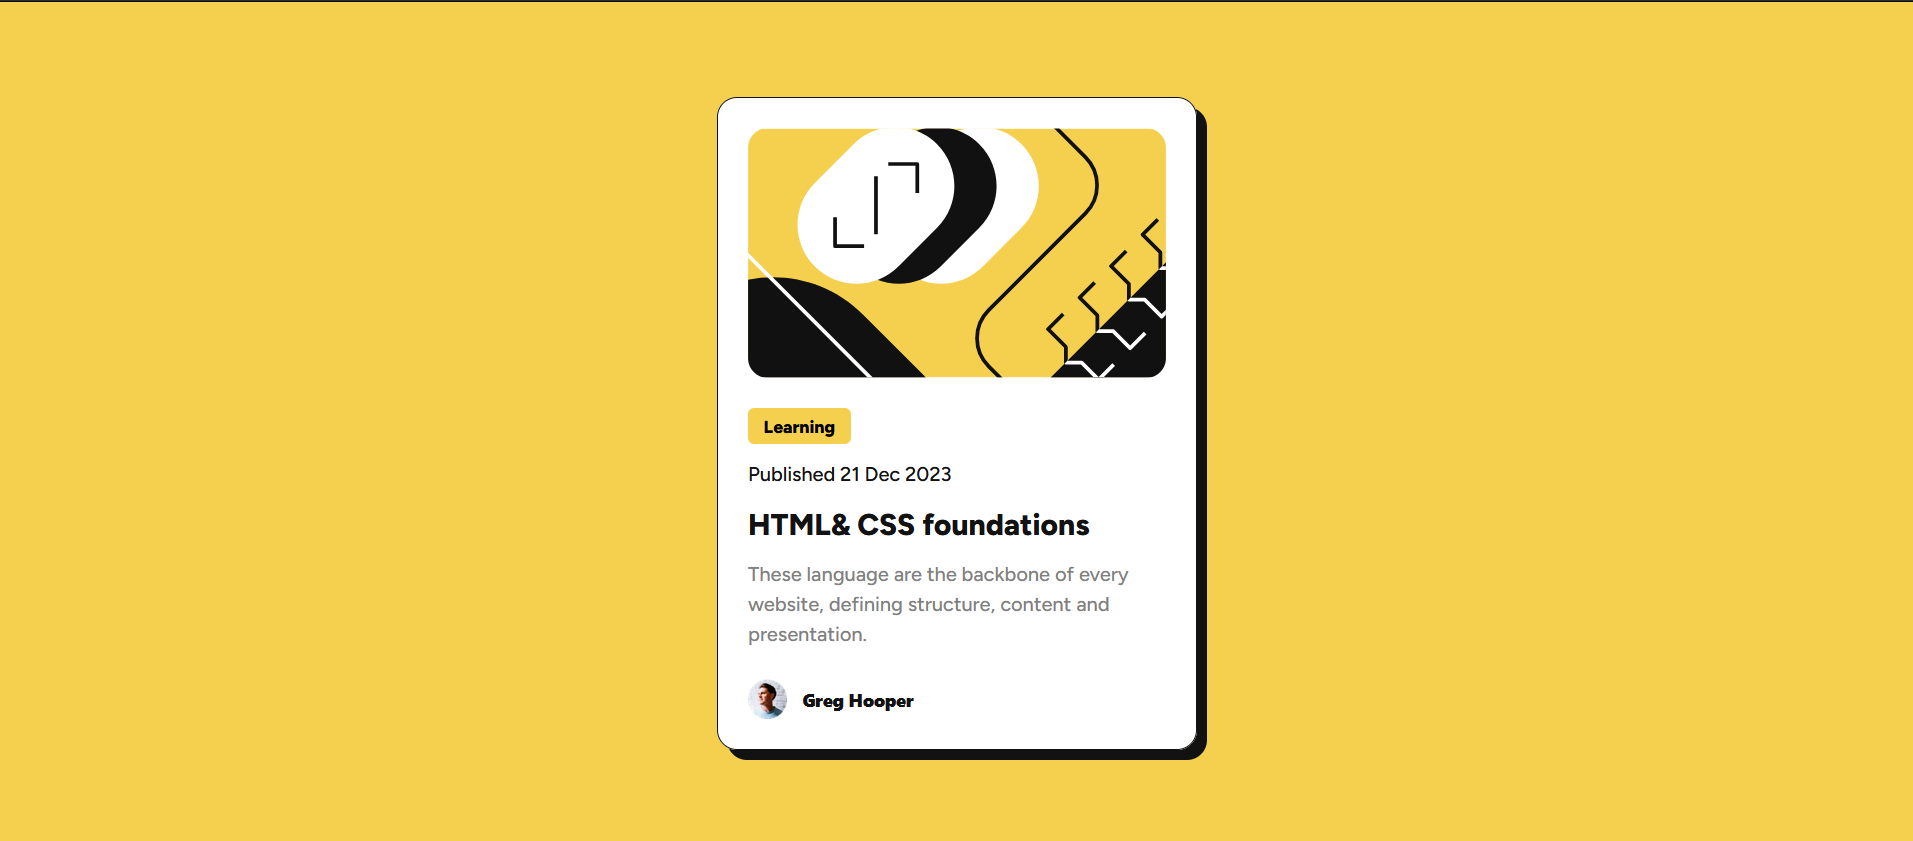 Learning
Published 21 Dec 2023
HTML& CSS foundations
These language are the backbone of every
website, defining structure, content and
presentation.
Greg Hooper